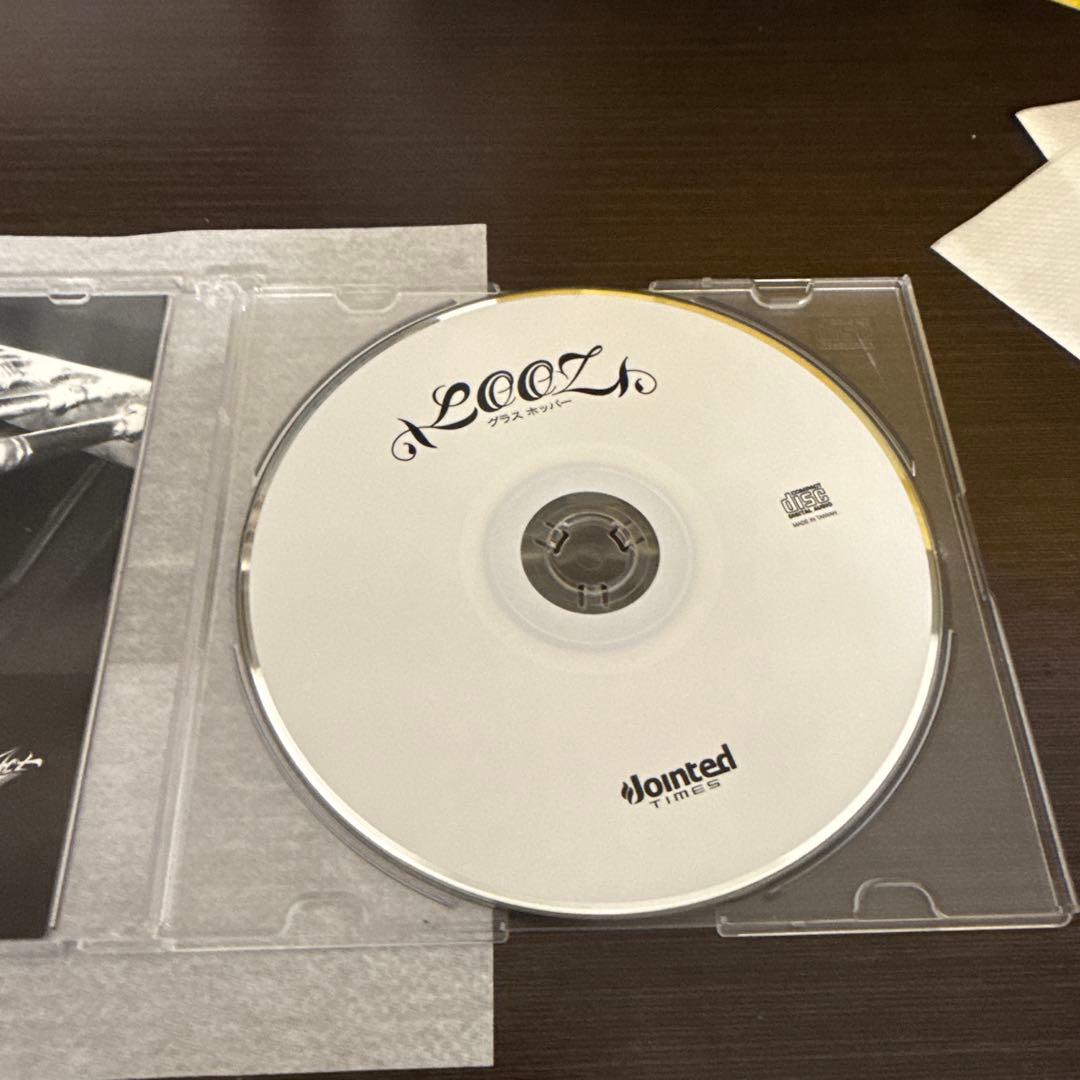 LOOZ
グラス ホッパー
COMPACT
disc
DIGITAL AUDIO
MADE IN TAIWAN
Jointed
TIMES